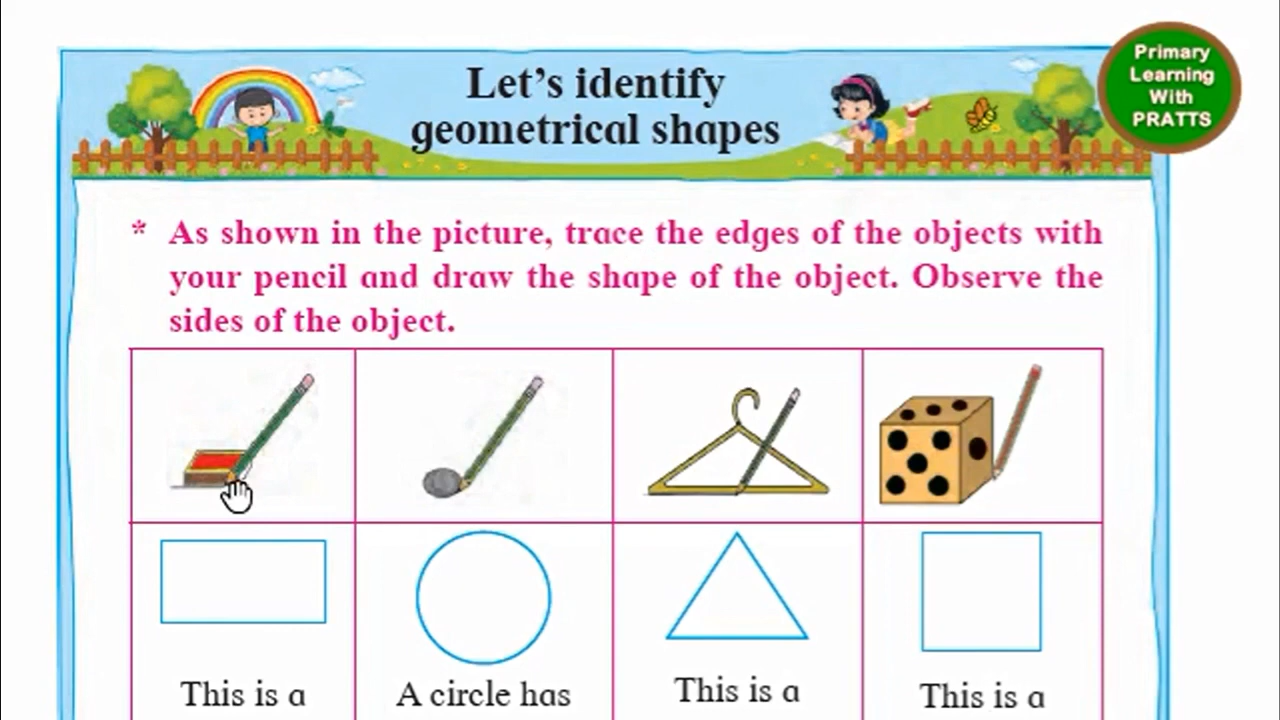 Let's identify
geometrical shapes
Primary
Learning
With
PRATTS
* As shown in the picture, trace the edges of the objects with
your pencil and draw the shape of the object. Observe the
sides of the object.
This is a
A circle has
This is a
This is a